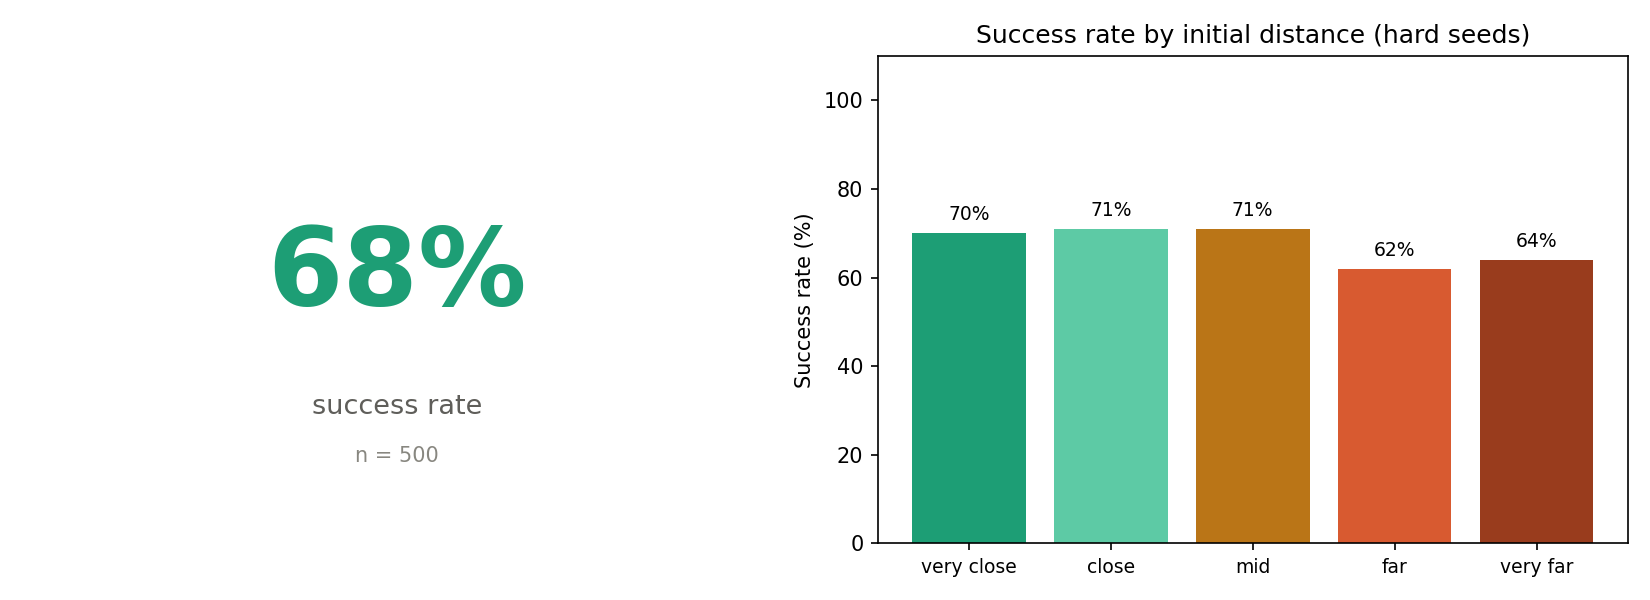 68%
success rate
n = 500
Success rate by initial distance (hard seeds)
Success rate (%)
100
80
60
40
20
0
70%
71%
71%
62%
64%
very close
close
mid
far
very far